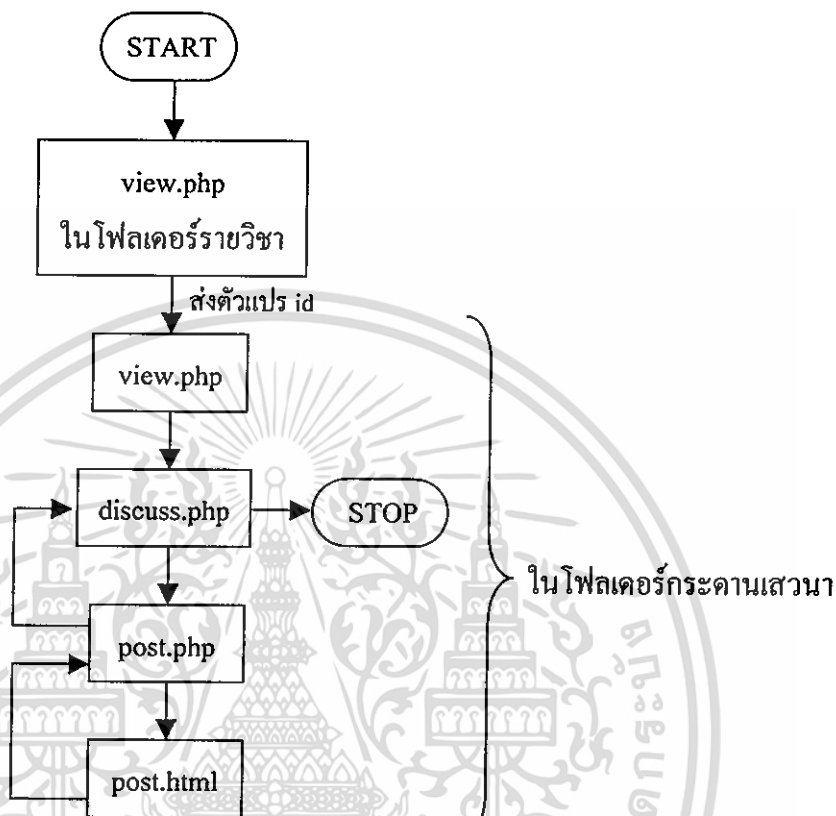 START
view.php
ในโฟลเดอร์รายวิชา
ส่งตัวแปร id
view.php
discuss.php
STOP
ในโฟลเดอร์กระดานเสวนา
post.php
post.html